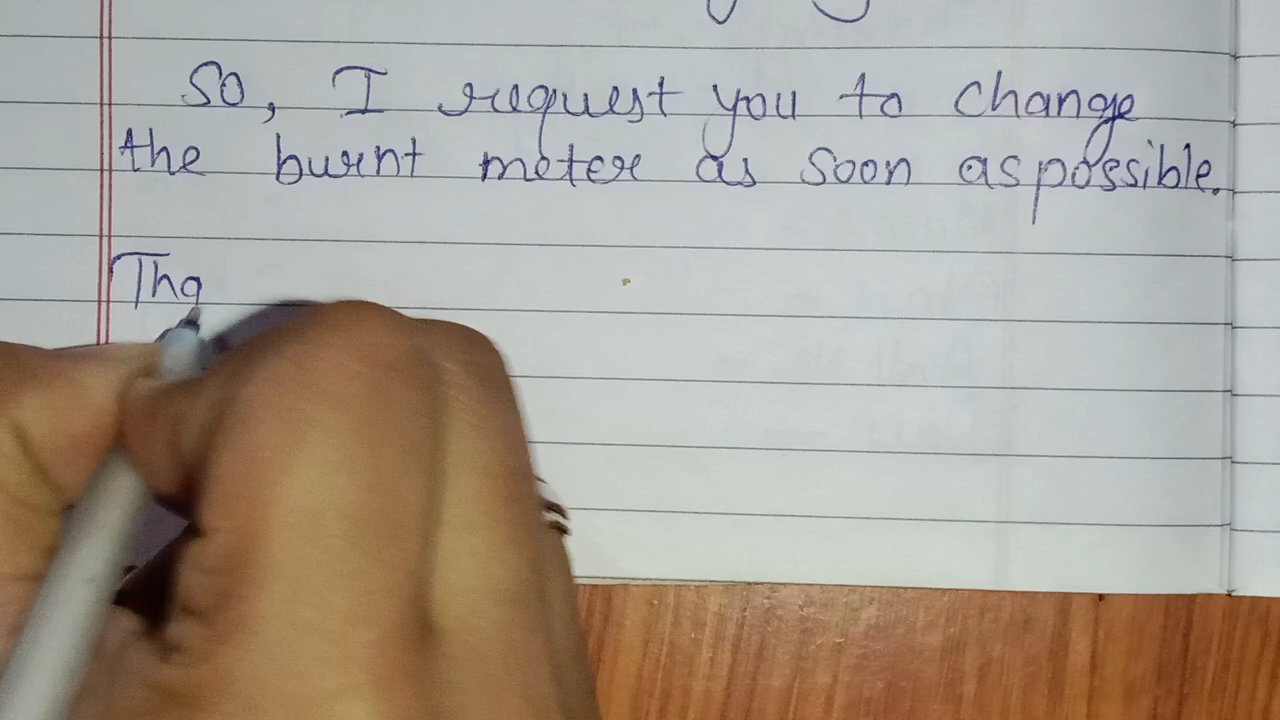 So, I request you to change
the burnt meter as soon as possible.
Tha